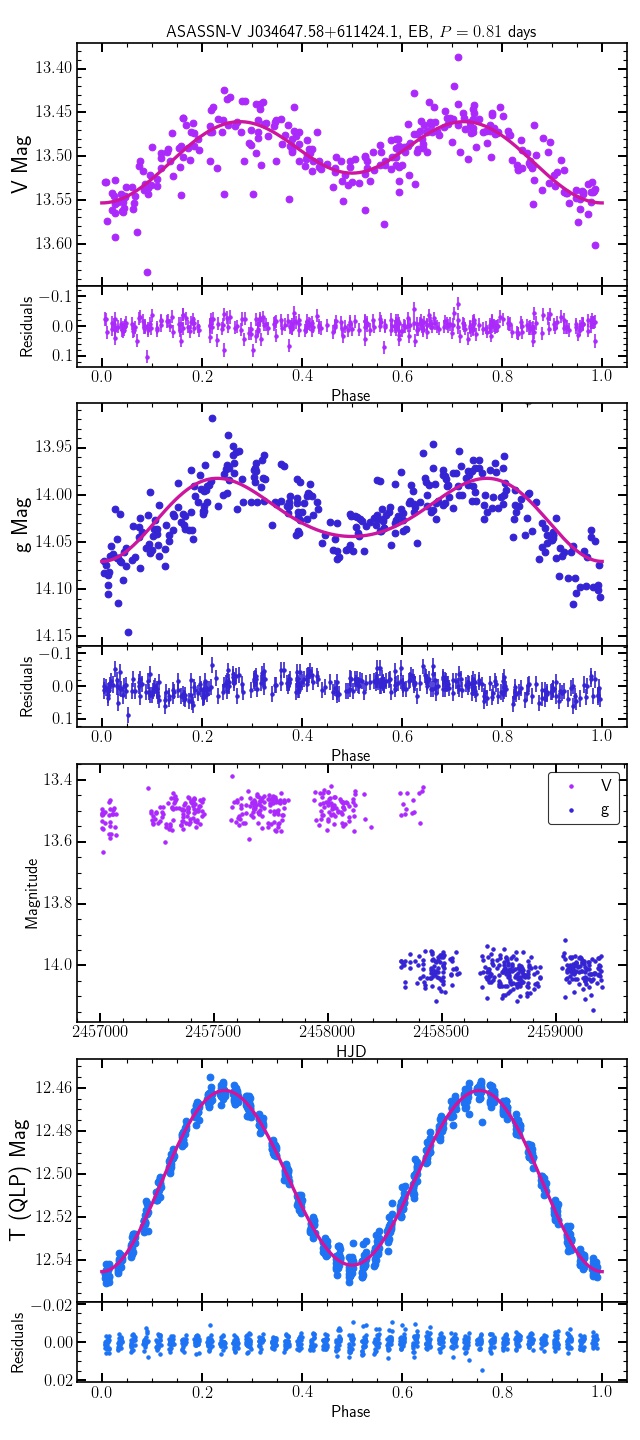 ASASSN-V J034647.58+611424.1, EB, P = 0.81 days
13.40
13.45
13.50
13.55
13.60
V Mag
−0.1
0.0
0.1
Residuals
0.0 0.2 0.4 0.6 0.8 1.0
Phase
13.95
14.00
14.05
14.10
14.15
g Mag
−0.1
0.0
0.1
Residuals
0.0 0.2 0.4 0.6 0.8 1.0
Phase
13.4
13.6
13.8
14.0
Magnitude
V
g
2457000 2457500 2458000 2458500 2459000
HJD
12.46
12.48
12.50
12.52
12.54
T (QLP) Mag
−0.02
0.00
0.02
Residuals
0.0 0.2 0.4 0.6 0.8 1.0
Phase